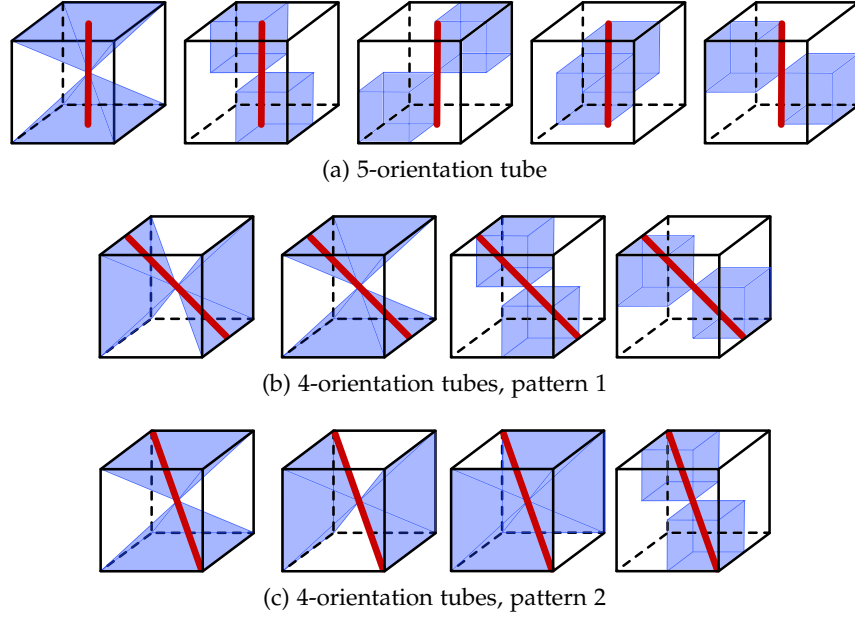 (a) 5-orientation tube
(b) 4-orientation tubes, pattern 1
(c) 4-orientation tubes, pattern 2